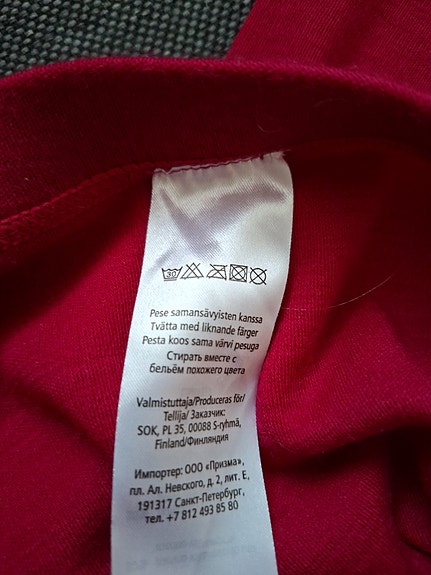 30
Pese samansävyisten kanssa
Tvätta med liknande färger
Pesta koos sama värvi pesuga
Стирать вместе с
бельём похожего цвета
Valmistuttaja/Produceras för/
Tellija/ Заказчик:
SOK, PL 35, 00088 S-ryhmä,
Finland/Финляндия
Импортер: ООО «Призма»,
пл. Ал. Невского, д. 2, лит. Е,
191317 Санкт-Петербург,
тел. +7 812 493 85 80